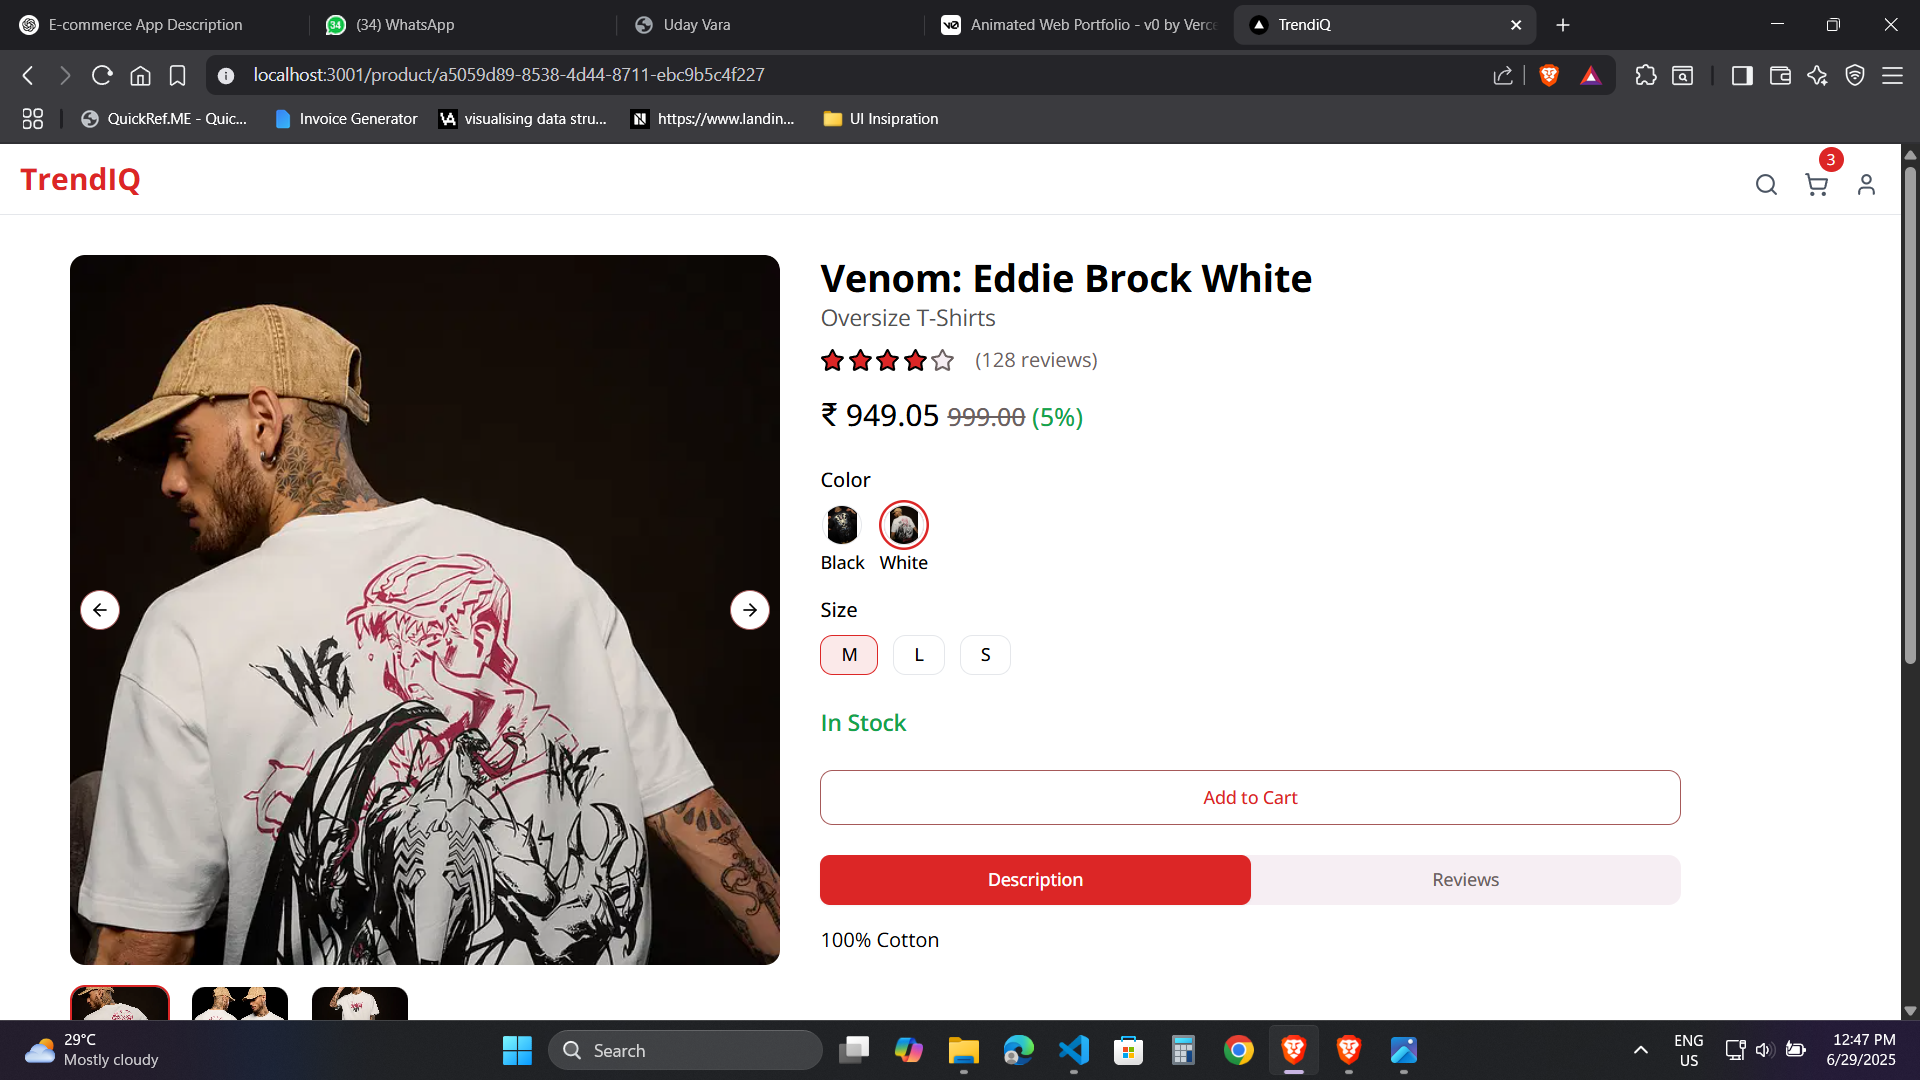 E-commerce App Description
(34) WhatsApp
Uday Vara
Animated Web Portfolio - v0 by Verce
TrendiQ
localhost:3001/product/a5059d89-8538-4d44-8711-ebc9b5c4f227
QuickRef.ME - Quic...
Invoice Generator
visualising data stru...
https://www.landin...
UI Insipration
TrendIQ
3
Venom: Eddie Brock White
Oversize T-Shirts
(128 reviews)
₹ 949.05 999.00 (5%)
Color
Black White
Size
M L S
In Stock
Add to Cart
Description Reviews
100% Cotton
WE
ARE
29°C
Mostly cloudy
Search
ENG
US
12:47 PM
6/29/2025